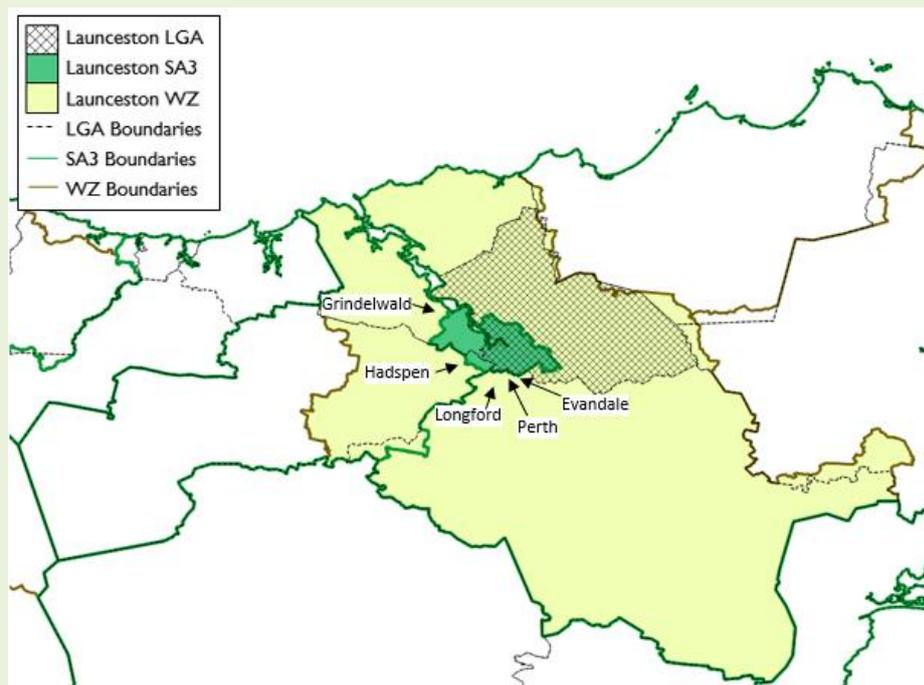 Launceston LGA
Launceston SA3
Launceston WZ
LGA Boundaries
SA3 Boundaries
WZ Boundaries
Grindelwald
Hadspen
Longford
Perth
Evandale